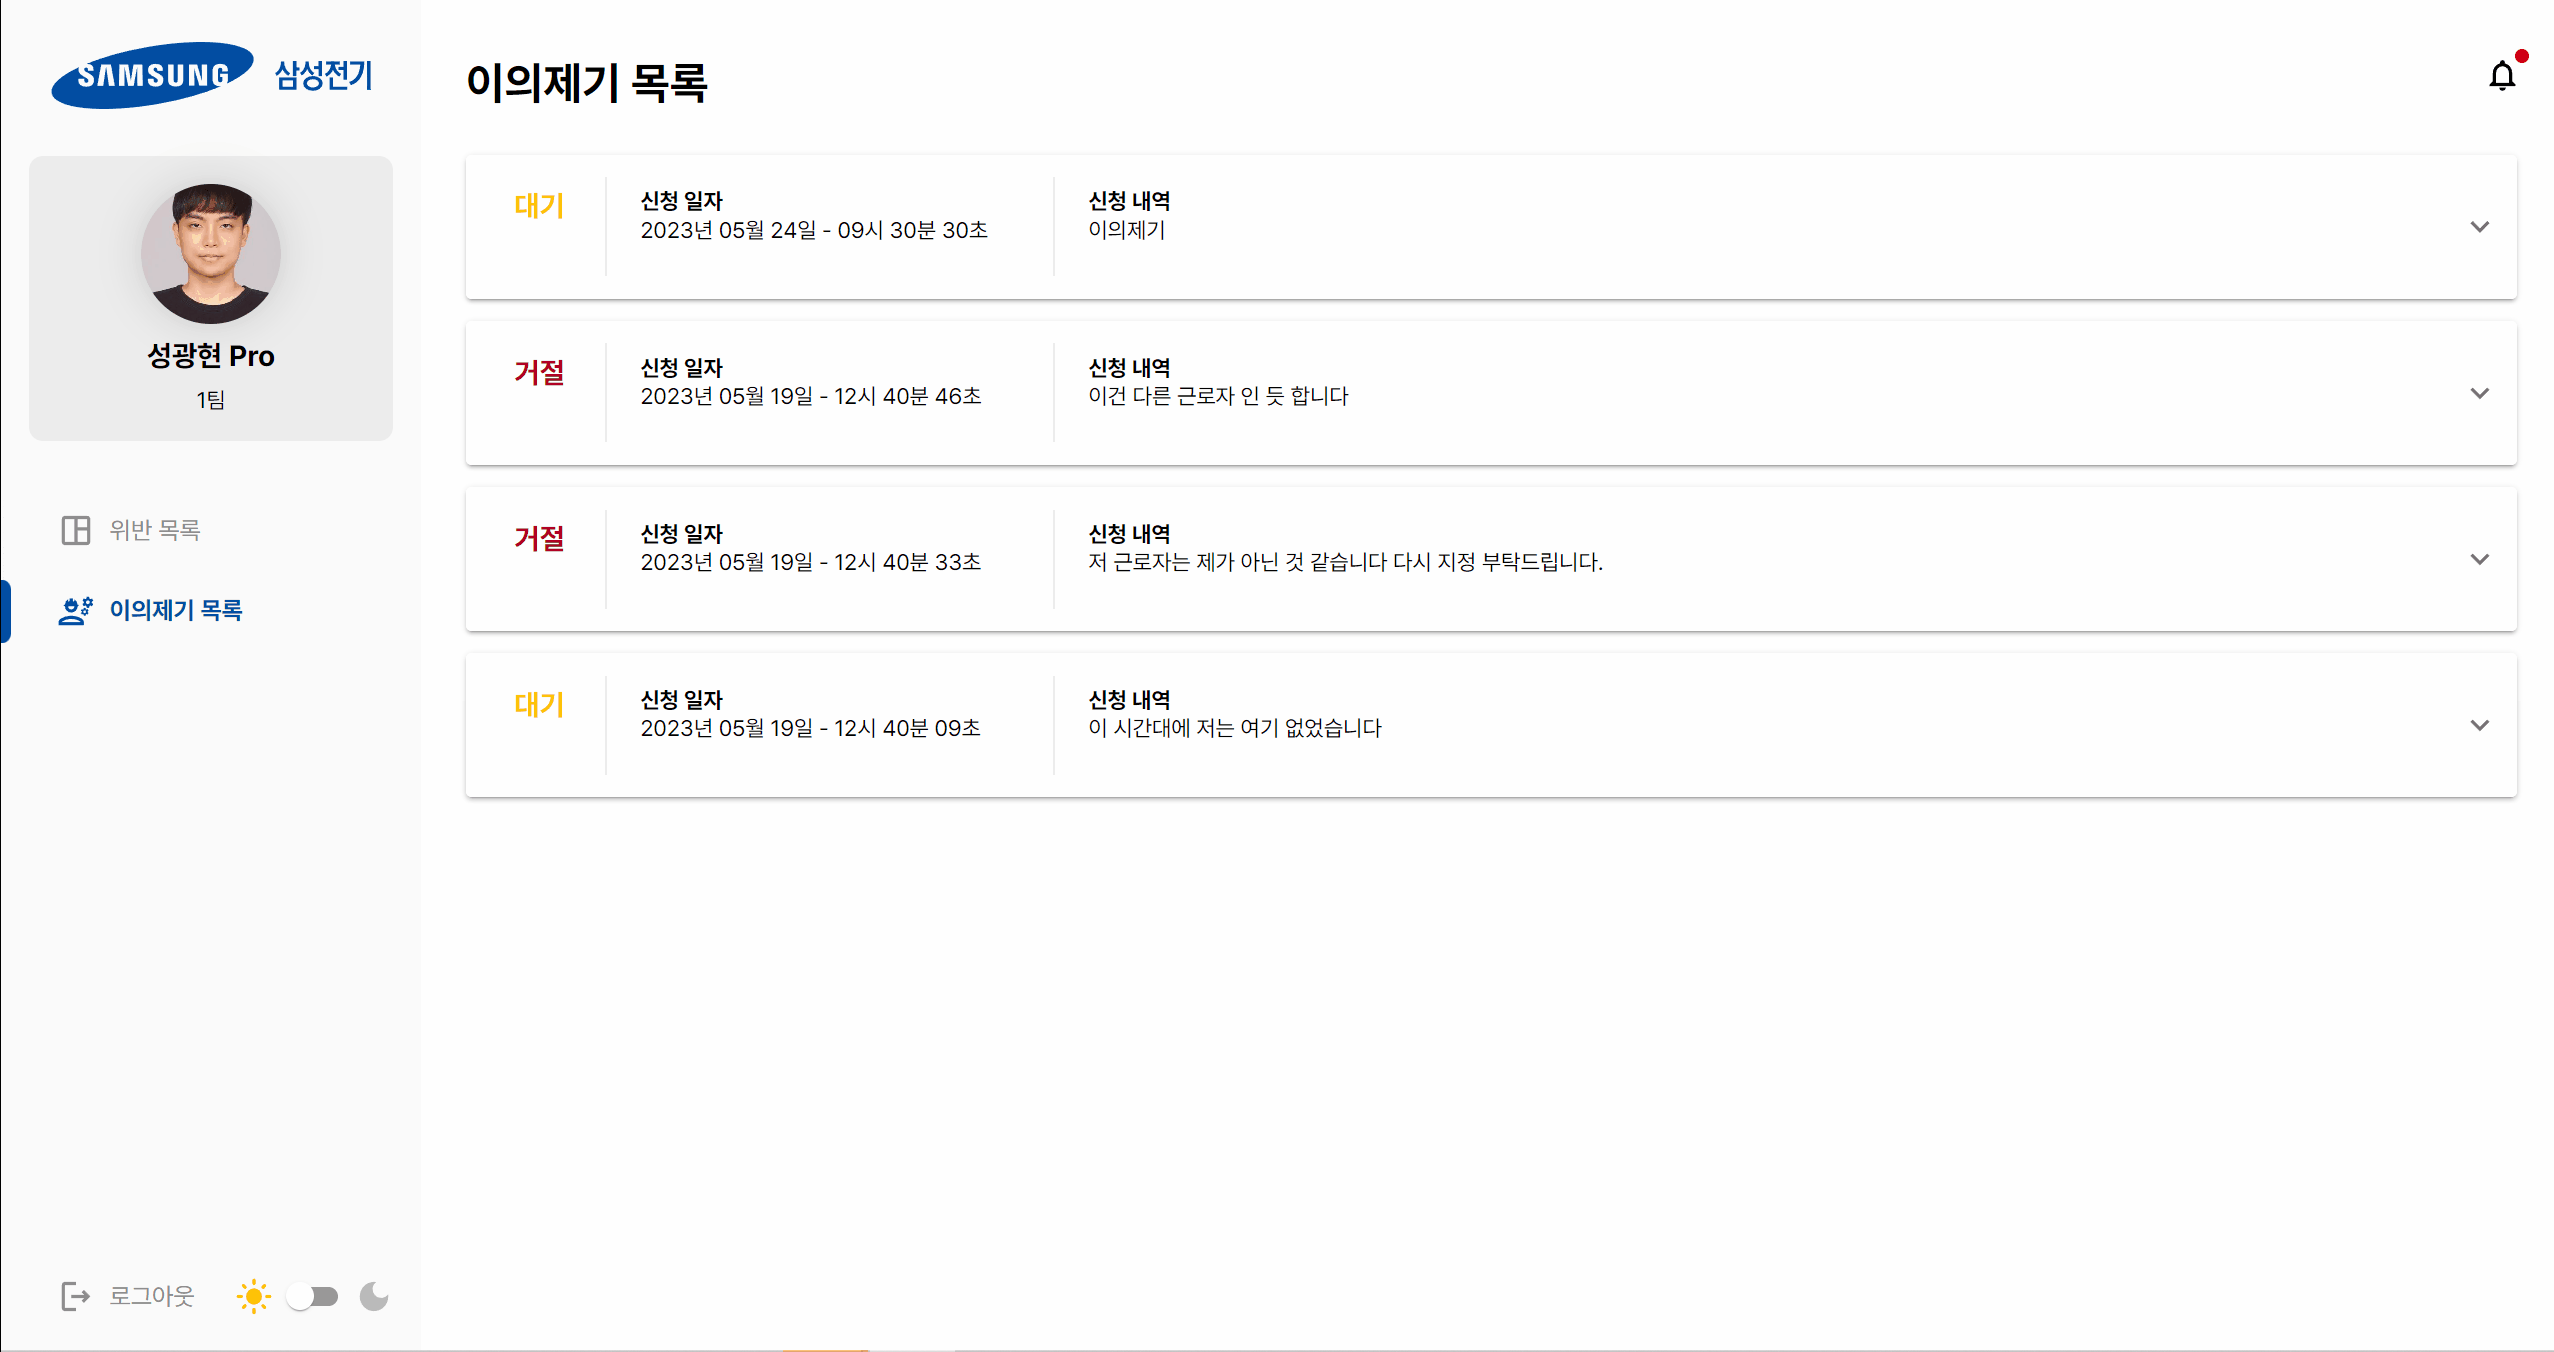 SAMSUNG 삼성전기
성광현 Pro
1팀
위반 목록
이의제기 목록
로그아웃
이의제기 목록
대기
신청 일자
2023년 05월 24일 - 09시 30분 30초
신청 내역
이의제기
거절
신청 일자
2023년 05월 19일 - 12시 40분 46초
신청 내역
이건 다른 근로자 인 듯 합니다
거절
신청 일자
2023년 05월 19일 - 12시 40분 33초
신청 내역
저 근로자는 제가 아닌 것 같습니다 다시 지정 부탁드립니다.
대기
신청 일자
2023년 05월 19일 - 12시 40분 09초
신청 내역
이 시간대에 저는 여기 없었습니다